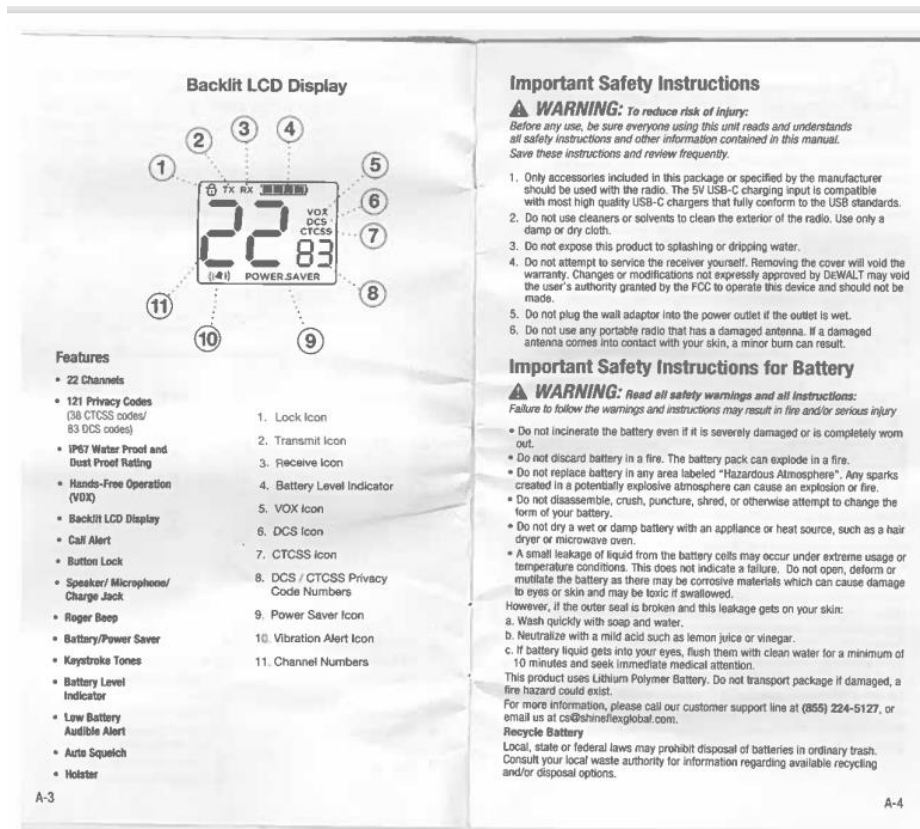 Backlit LCD Display
1
2
3
4
5
6
7
8
9
10
11
TX RX
22
VOX
DCS
CTCSS
83
POWER SAVER
Features
• 22 Channels
• 121 Privacy Codes
(38 CTCSS codes/
83 DCS codes)
• IP67 Water Proof and
Dust Proof Rating
• Hands-Free Operation
(VOX)
• Backlit LCD Display
• Call Alert
• Button Lock
• Speaker/ Microphone/
Charge Jack
• Roger Beep
• Battery/Power Saver
• Keystroke Tones
• Battery Level
Indicator
• Low Battery
Audible Alert
• Auto Squelch
• Holster
1. Lock Icon
2. Transmit Icon
3. Receive Icon
4. Battery Level Indicator
5. VOX Icon
6. DCS Icon
7. CTCSS Icon
8. DCS / CTCSS Privacy
Code Numbers
9. Power Saver Icon
10. Vibration Alert Icon
11. Channel Numbers
A-3
Important Safety Instructions
WARNING: To reduce risk of injury:
Before any use, be sure everyone using this unit reads and understands
all safety instructions and other information contained in this manual.
Save these instructions and review frequently.
1. Only accessories included in this package or specified by the manufacturer
should be used with the radio. The 5V USB-C charging input is compatible
with most high quality USB-C chargers that fully conform to the USB standards.
2. Do not use cleaners or solvents to clean the exterior of the radio. Use only a
damp or dry cloth.
3. Do not expose this product to splashing or dripping water.
4. Do not attempt to service the receiver yourself. Removing the cover will void the
warranty. Changes or modifications not expressly approved by DEWALT may void
the user's authority granted by the FCC to operate this device and should not be
made.
5. Do not plug the wall adaptor into the power outlet if the outlet is wet.
6. Do not use any portable radio that has a damaged antenna. If a damaged
antenna comes into contact with your skin, a minor burn can result.
Important Safety Instructions for Battery
WARNING: Read all safety warnings and all instructions:
Failure to follow the warnings and instructions may result in fire and/or serious injury
• Do not incinerate the battery even if it is severely damaged or is completely worn
out.
• Do not discard battery in a fire. The battery pack can explode in a fire.
• Do not replace battery in any area labeled "Hazardous Atmosphere". Any sparks
created in a potentially explosive atmosphere can cause an explosion or fire.
• Do not disassemble, crush, puncture, shred, or otherwise attempt to change the
form of your battery.
• Do not dry a wet or damp battery with an appliance or heat source, such as a hair
dryer or microwave oven.
• A small leakage of liquid from the battery cells may occur under extreme usage or
temperature conditions. This does not indicate a failure. Do not open, deform or
mutilate the battery as there may be corrosive materials which can cause damage
to eyes or skin and may be toxic if swallowed.
However, if the outer seal is broken and this leakage gets on your skin:
a. Wash quickly with soap and water.
b. Neutralize with a mild acid such as lemon juice or vinegar.
c. If battery liquid gets into your eyes, flush them with clean water for a minimum of
10 minutes and seek immediate medical attention.
This product uses Lithium Polymer Battery. Do not transport package if damaged, a
fire hazard could exist.
For more information, please call our customer support line at (855) 224-5127, or
email us at cs@shineflexglobal.com.
Recycle Battery
Local, state or federal laws may prohibit disposal of batteries in ordinary trash.
Consult your local waste authority for information regarding available recycling
and/or disposal options.
A-4